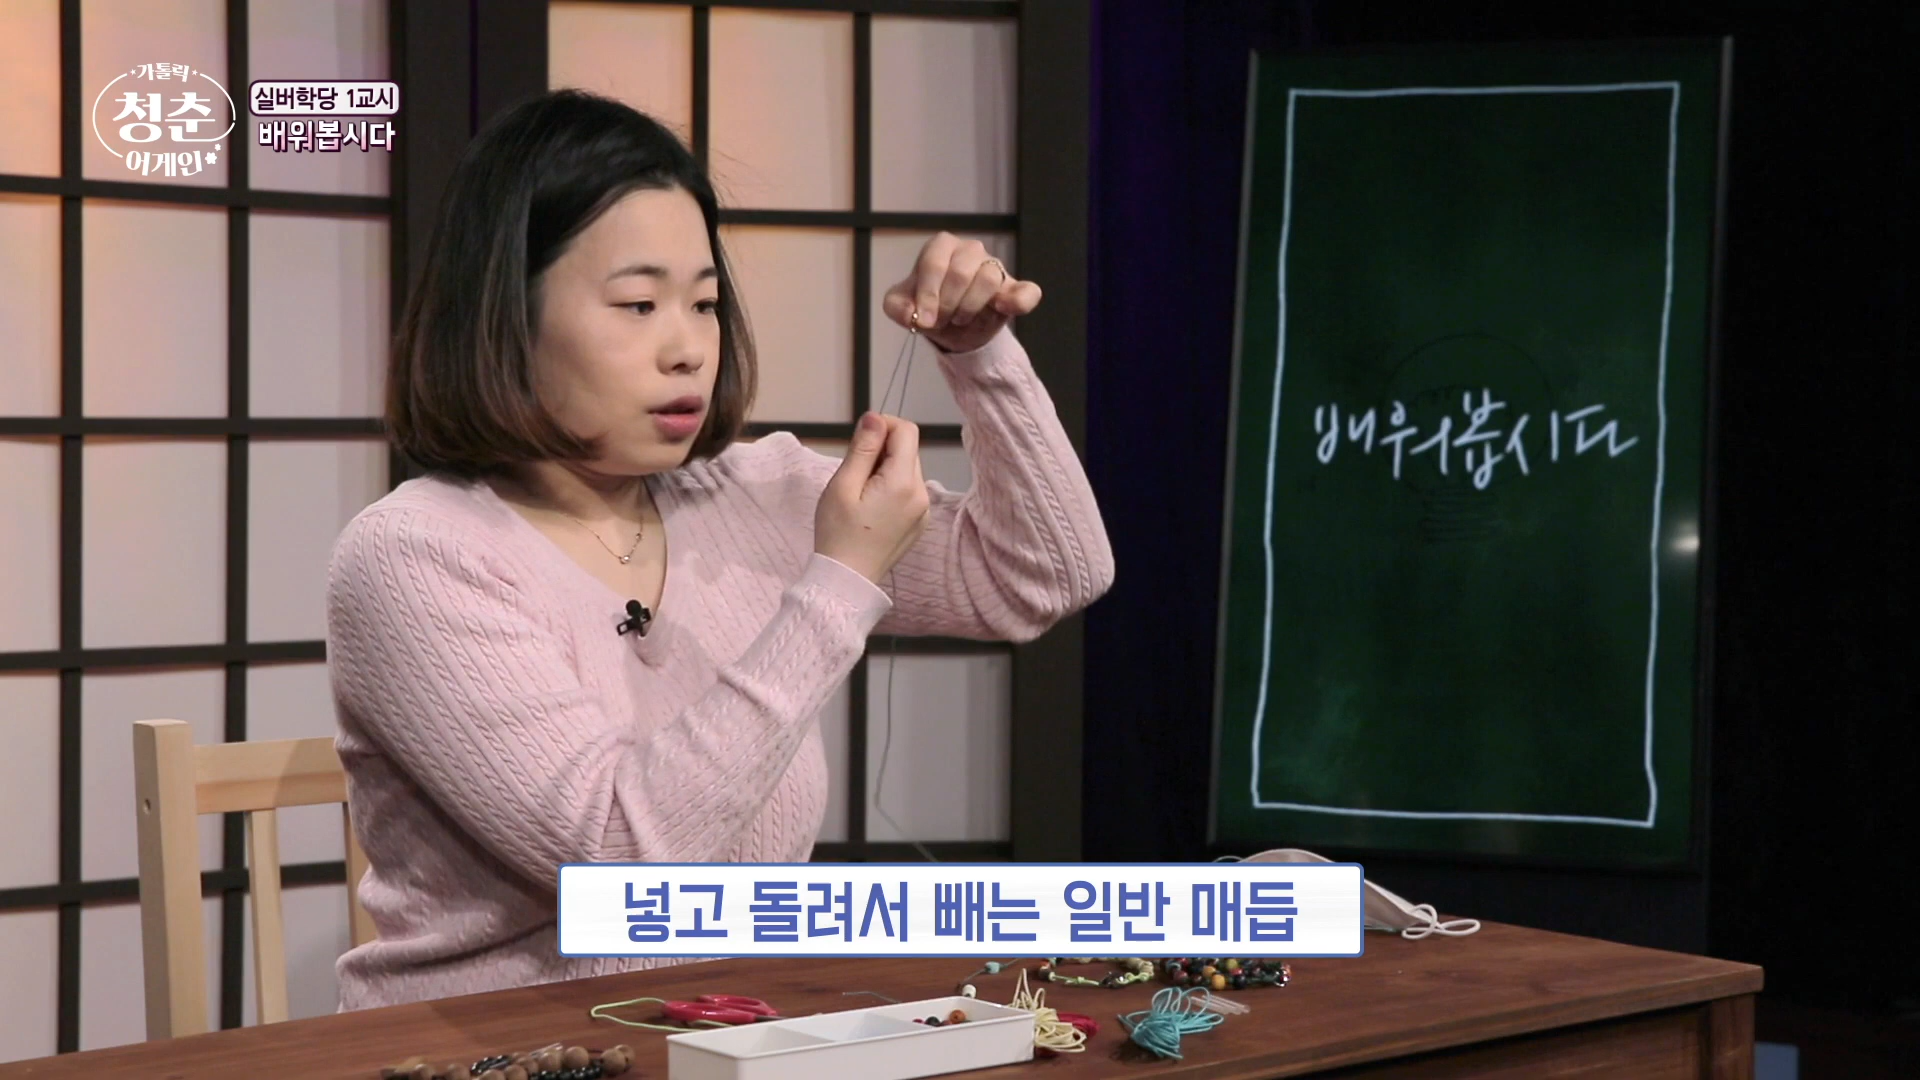 가톨릭
청춘
어게인
실버학당 1교시
배워봅시다
배워봅시다
넣고 돌려서 빼는 일반 매듭